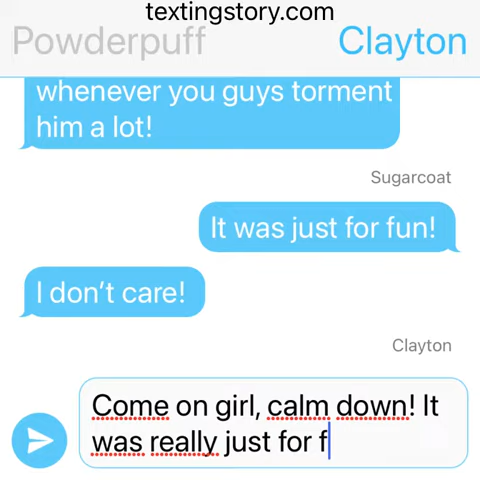 textingstory.com
Powderpuff Clayton
whenever you guys torment
him a lot!
Sugarcoat
It was just for fun!
I don’t care!
Clayton
Come on girl, calm down! It
was really just for f